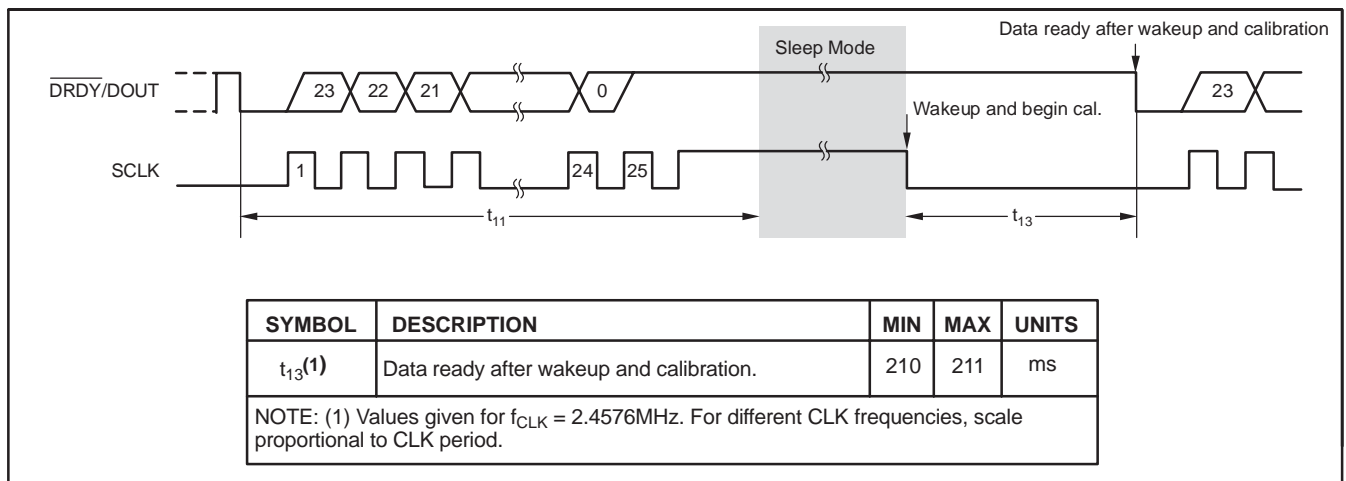 Data ready after wakeup and calibration
Sleep Mode
DRDY/DOUT
23 22 21 0 23
Wakeup and begin cal.
SCLK
1 24 25
t11 t13
SYMBOL DESCRIPTION MIN MAX UNITS
t13(1) Data ready after wakeup and calibration. 210 211 ms
NOTE: (1) Values given for fCLK = 2.4576MHz. For different CLK frequencies, scale
proportional to CLK period.